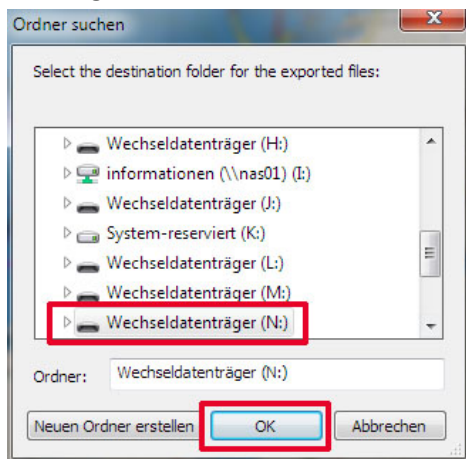 Ordner suchen
Select the destination folder for the exported files:
Wechseldatenträger (H:)
informationen (\\nas01) (I:)
Wechseldatenträger (J:)
System-reserviert (K:)
Wechseldatenträger (L:)
Wechseldatenträger (M:)
Wechseldatenträger (N:)
Ordner: Wechseldatenträger (N:)
Neuen Ordner erstellen OK Abbrechen